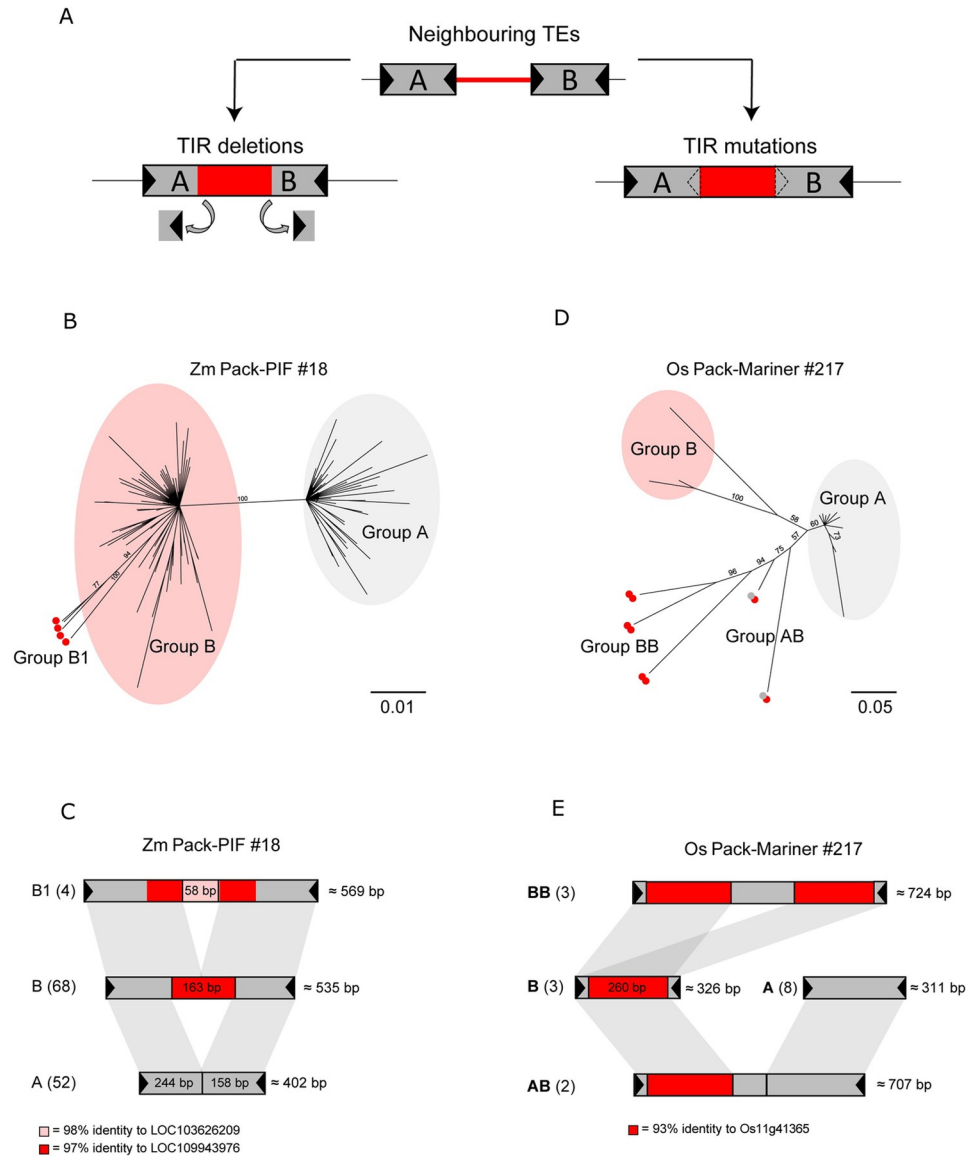 A
Neighbouring TEs
A B
TIR deletions
A B
TIR mutations
A B
B
Zm Pack-PIF #18
100
94
77
100
Group A
Group B
Group B1
0.01
D
Os Pack-Mariner #217
Group B
100
58
60
57
73
75
94
96
Group A
Group BB
Group AB
0.05
C
Zm Pack-PIF #18
B1 (4) 58 bp ≈ 569 bp
B (68) 163 bp ≈ 535 bp
A (52) 244 bp 158 bp ≈ 402 bp
= 98% identity to LOC103626209
= 97% identity to LOC109943976
E
Os Pack-Mariner #217
BB (3) ≈ 724 bp
B (3) 260 bp ≈ 326 bp A (8) ≈ 311 bp
AB (2) ≈ 707 bp
= 93% identity to Os11g41365